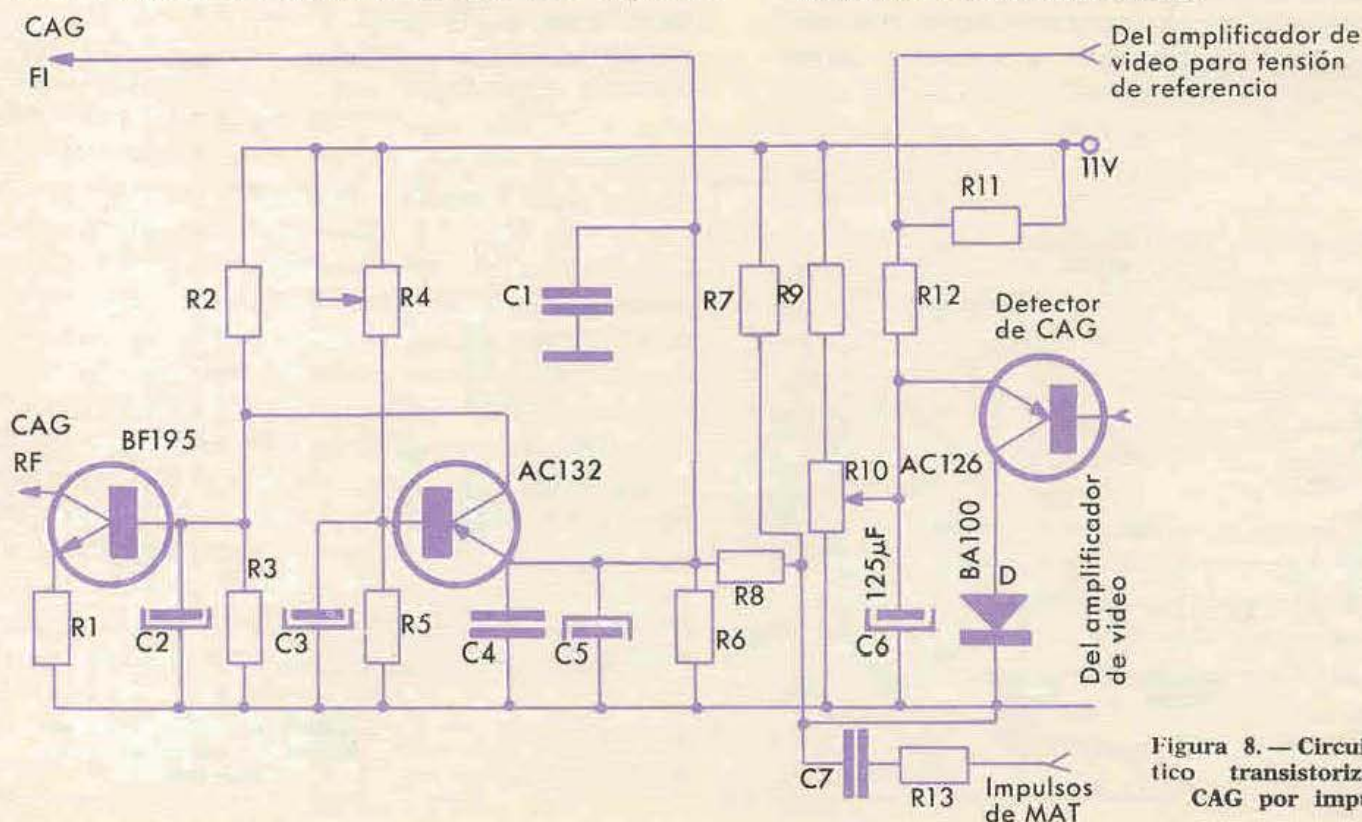 CAG
FI
Del amplificador de
video para tensión
de referencia
11V
R11
R2
R4
C1
R7
R9
R12
Detector
de CAG
CAG
RF
BF195
AC132
R10
AC126
R1
C2
R3
C3
R5
C4
C5
R8
R6
125µF
C6
BA100
D
Del amplificador
de video
C7
R13
Impulsos
de MAT
Figura 8. — Circui
tico transistoriz
CAG por impu